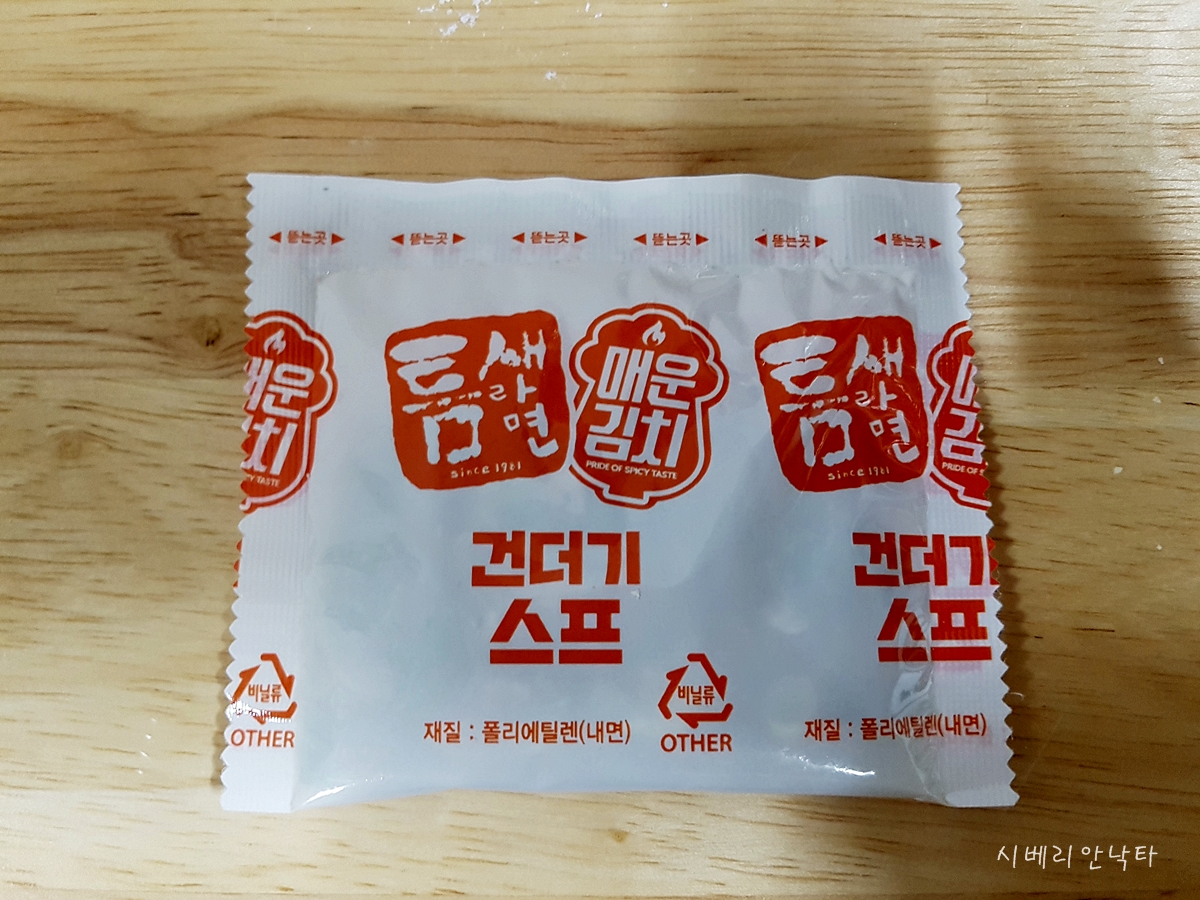 뜯는곳 뜯는곳 뜯는곳 뜯는곳 뜯는곳 뜯는곳
틈새라면
since 1981
매운
김치
PRIDE OF SPICY TASTE
틈새라면
since 1981
매운
김치
건더기
스프
건더기
스프
비닐류
OTHER
재질 : 폴리에틸렌(내면)
비닐류
OTHER
재질 : 폴리에틸렌(내면)
시베리안낙타